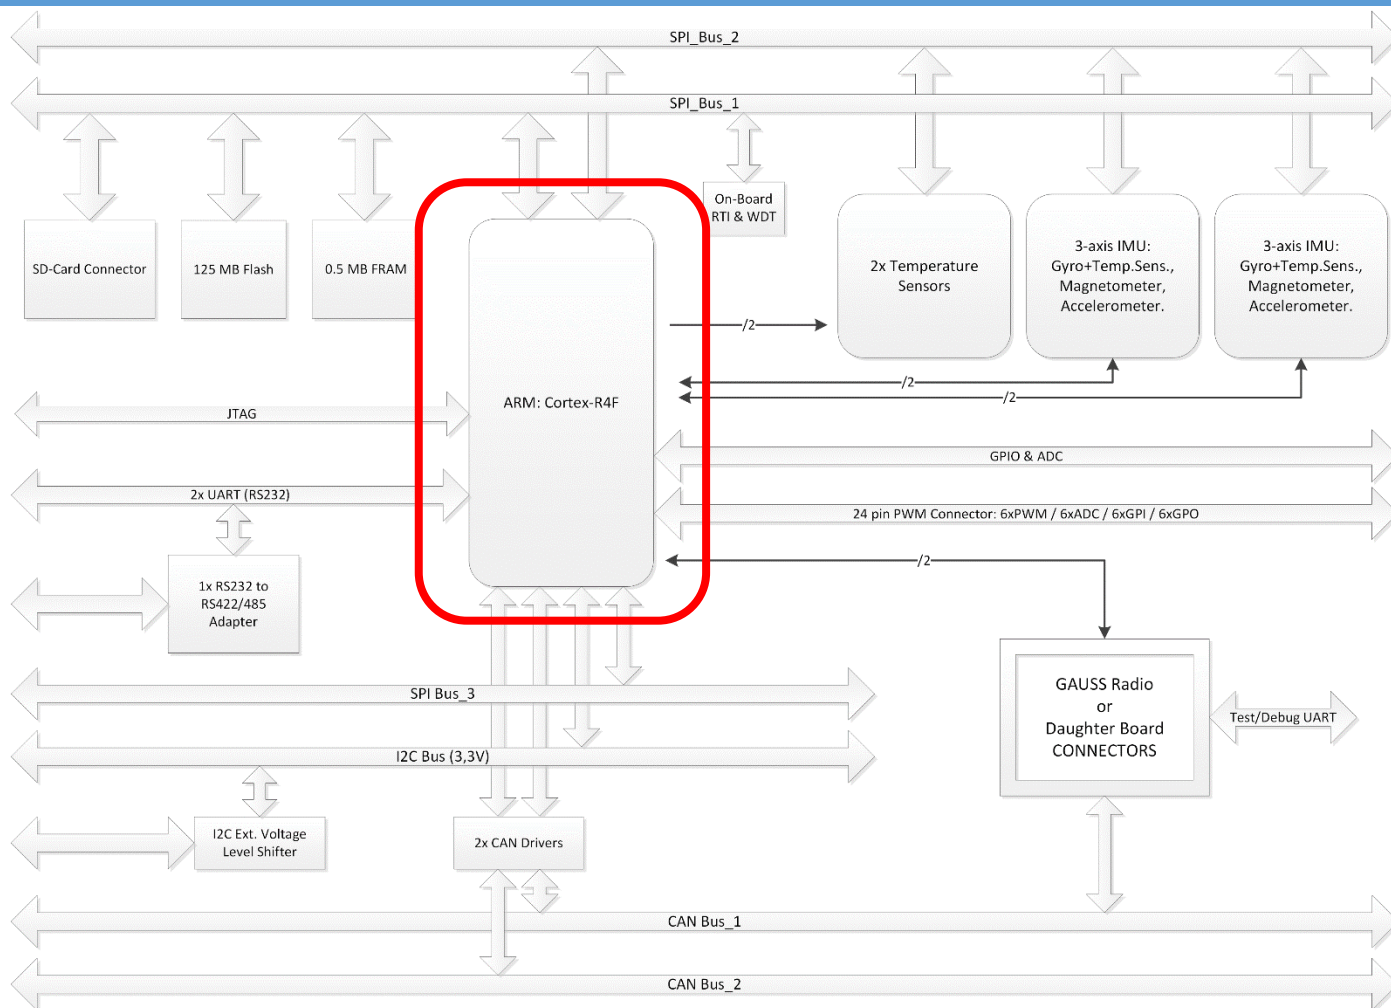 SPI_Bus_2
SPI_Bus_1
On-Board
RTI & WDT
SD-Card Connector
125 MB Flash
0.5 MB FRAM
2x Temperature
Sensors
3-axis IMU:
Gyro+Temp.Sens.,
Magnetometer,
Accelerometer.
3-axis IMU:
Gyro+Temp.Sens.,
Magnetometer,
Accelerometer.
/2
/2
/2
ARM: Cortex-R4F
JTAG
GPIO & ADC
2x UART (RS232)
24 pin PWM Connector: 6xPWM / 6xADC / 6xGPI / 6xGPO
/2
1x RS232 to
RS422/485
Adapter
SPI Bus_3
GAUSS Radio
or
Daughter Board
CONNECTORS
Test/Debug UART
I2C Bus (3,3V)
I2C Ext. Voltage
Level Shifter
2x CAN Drivers
CAN Bus_1
CAN Bus_2